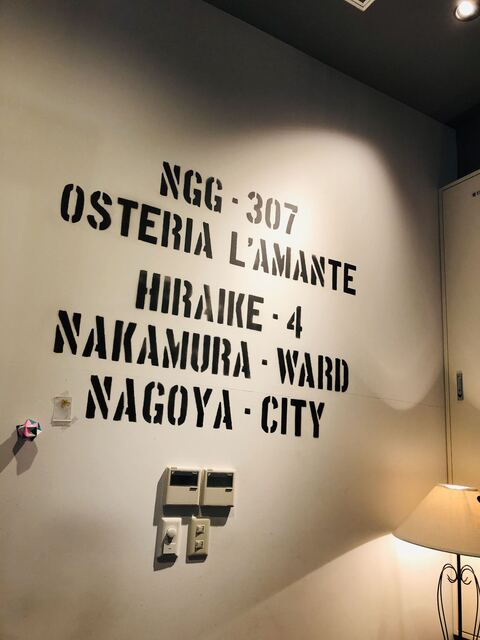 NGG - 307
OSTERIA L'AMANTE
HIRAIKE - 4
NAKAMURA - WARD
NAGOYA - CITY